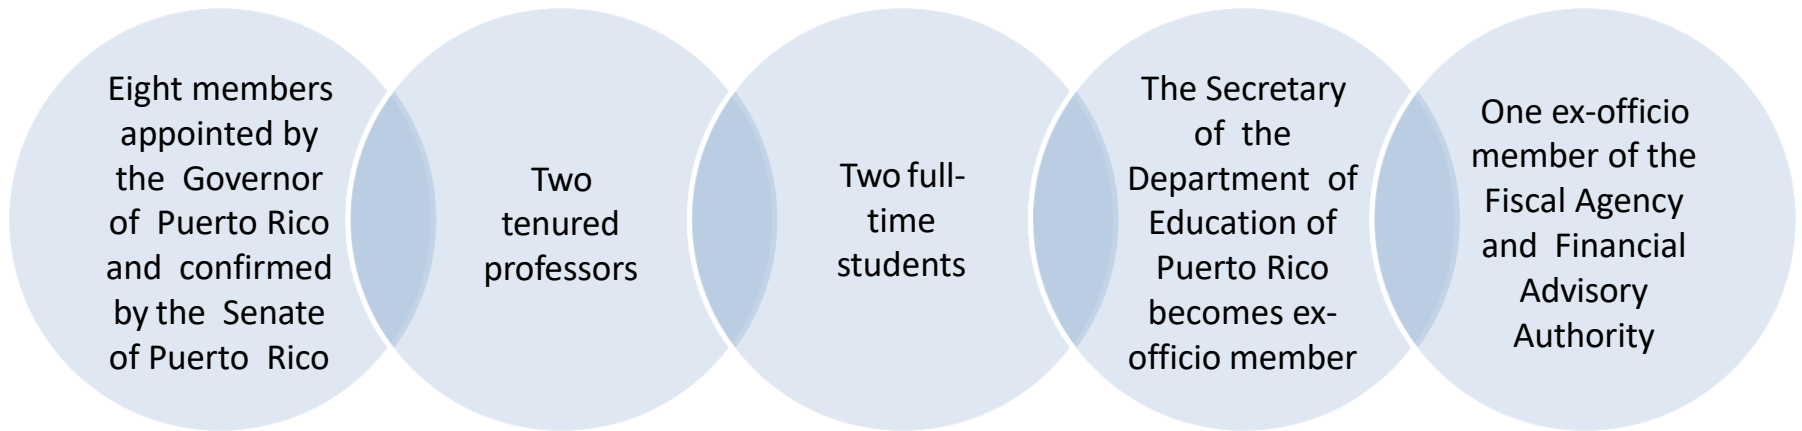 Eight members
appointed by
the Governor
of Puerto Rico
and confirmed
by the Senate
of Puerto Rico
Two
tenured
professors
Two full-
time
students
The Secretary
of the
Department of
Education of
Puerto Rico
becomes ex-
officio member
One ex-officio
member of the
Fiscal Agency
and Financial
Advisory
Authority